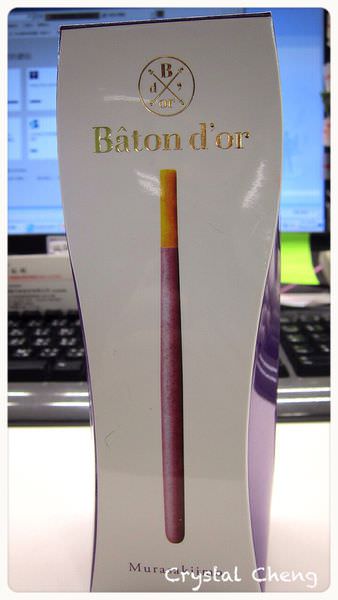 B
d ' 
or
Bâton d'or
Crystal Cheng